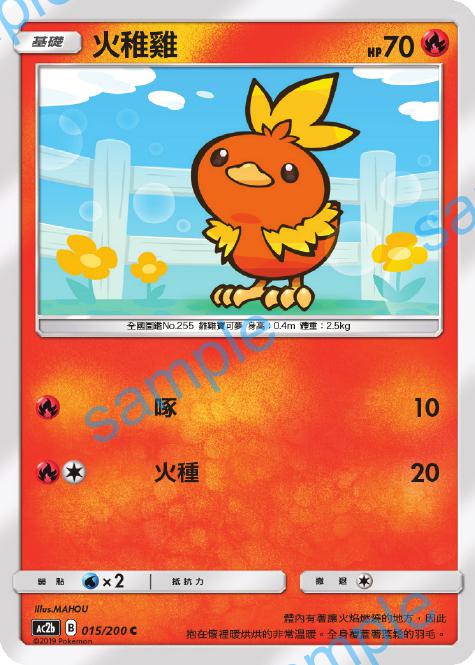 基礎 火稚雞 HP70
全國圖鑑No.255 雛雞寶可夢 身高:0.4m 體重:2.5kg
啄 10
火種 20
弱點 ×2 抵抗力 撤退
illus.MAHOU
體內有著讓火焰燃燒的地方,因此
抱在懷裡暖烘烘的非常溫暖。全身覆蓋著蓬鬆的羽毛。
AC2b B 015/200 C
©2019 Pokémon
sample
sample
sample
sample